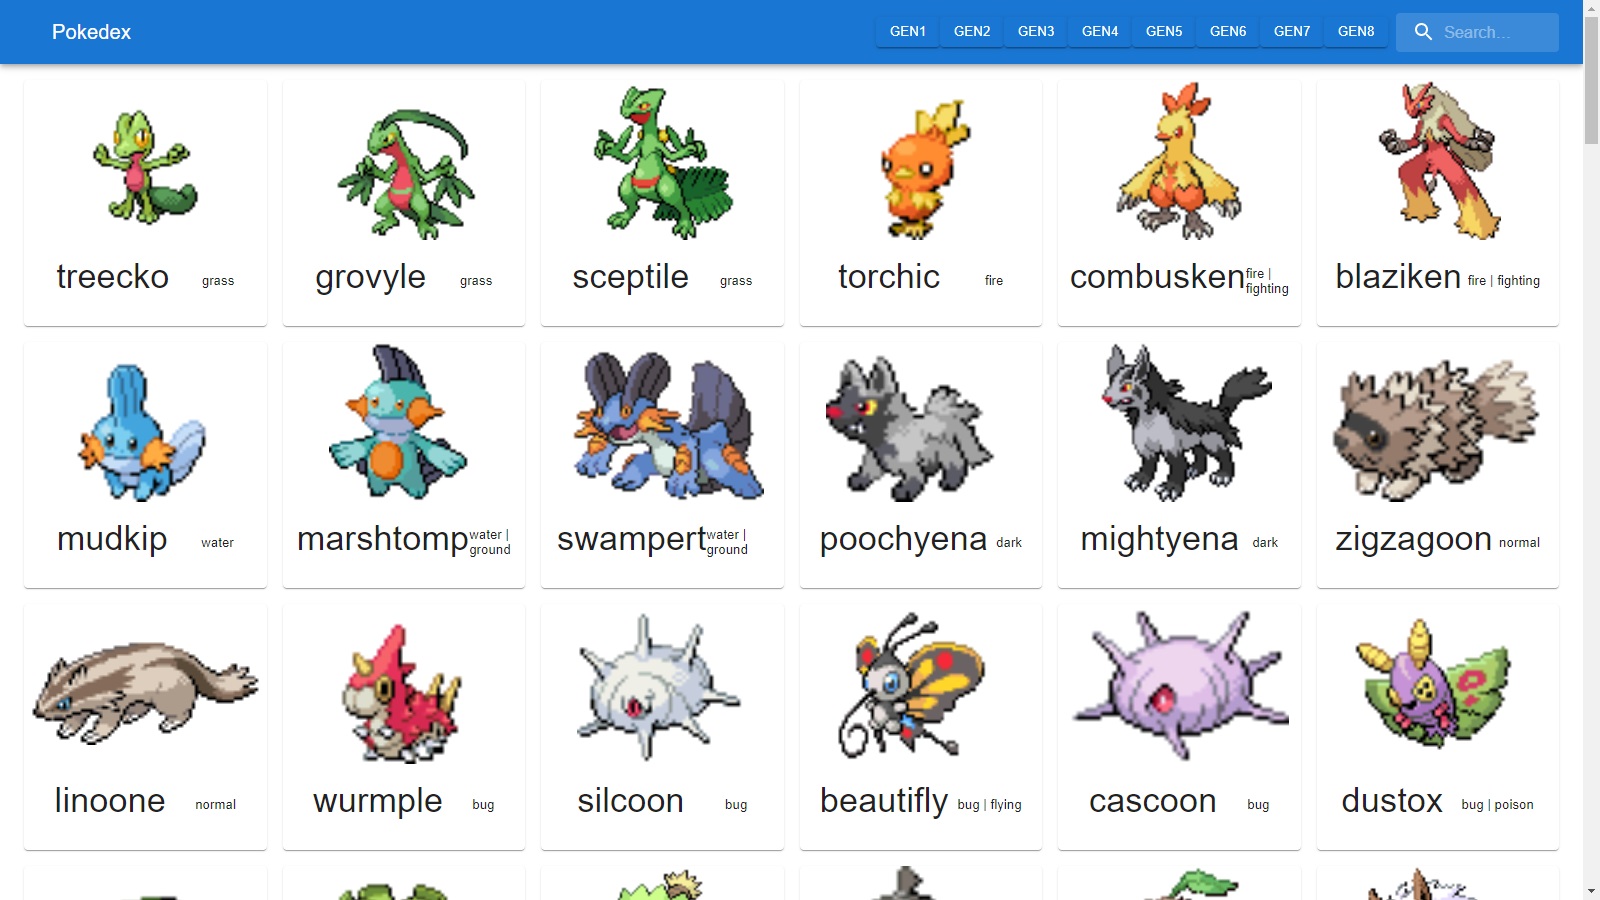 Pokedex GEN1 GEN2 GEN3 GEN4 GEN5 GEN6 GEN7 GEN8 Search...
treecko grass
grovyle grass
sceptile grass
torchic fire
combusken fire |
fighting
blaziken fire | fighting
mudkip water
marshtomp water |
ground
swampert water |
ground
poochyena dark
mightyena dark
zigzagoon normal
linoone normal
wurmple bug
silcoon bug
beautifly bug | flying
cascoon bug
dustox bug | poison